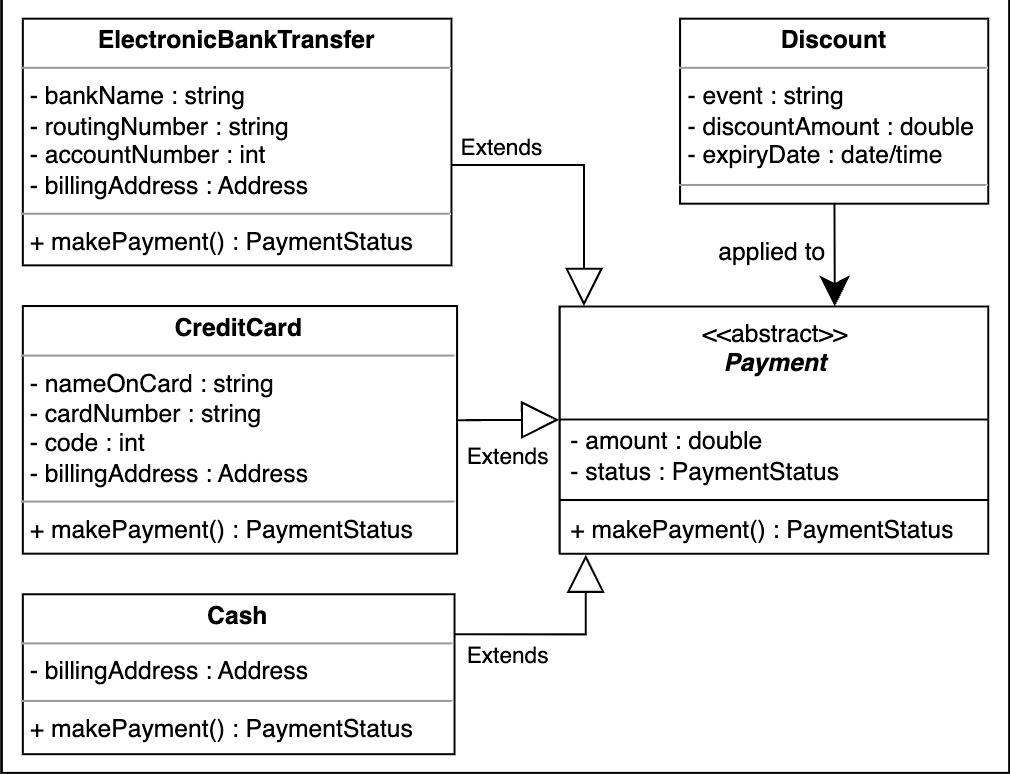 ElectronicBankTransfer
- bankName : string
- routingNumber : string
- accountNumber : int
- billingAddress : Address
+ makePayment() : PaymentStatus
Extends
Discount
- event : string
- discountAmount : double
- expiryDate : date/time
applied to
CreditCard
- nameOnCard : string
- cardNumber : string
- code : int
- billingAddress : Address
+ makePayment() : PaymentStatus
Extends
<<abstract>>
Payment
- amount : double
- status : PaymentStatus
+ makePayment() : PaymentStatus
Cash
- billingAddress : Address
+ makePayment() : PaymentStatus
Extends